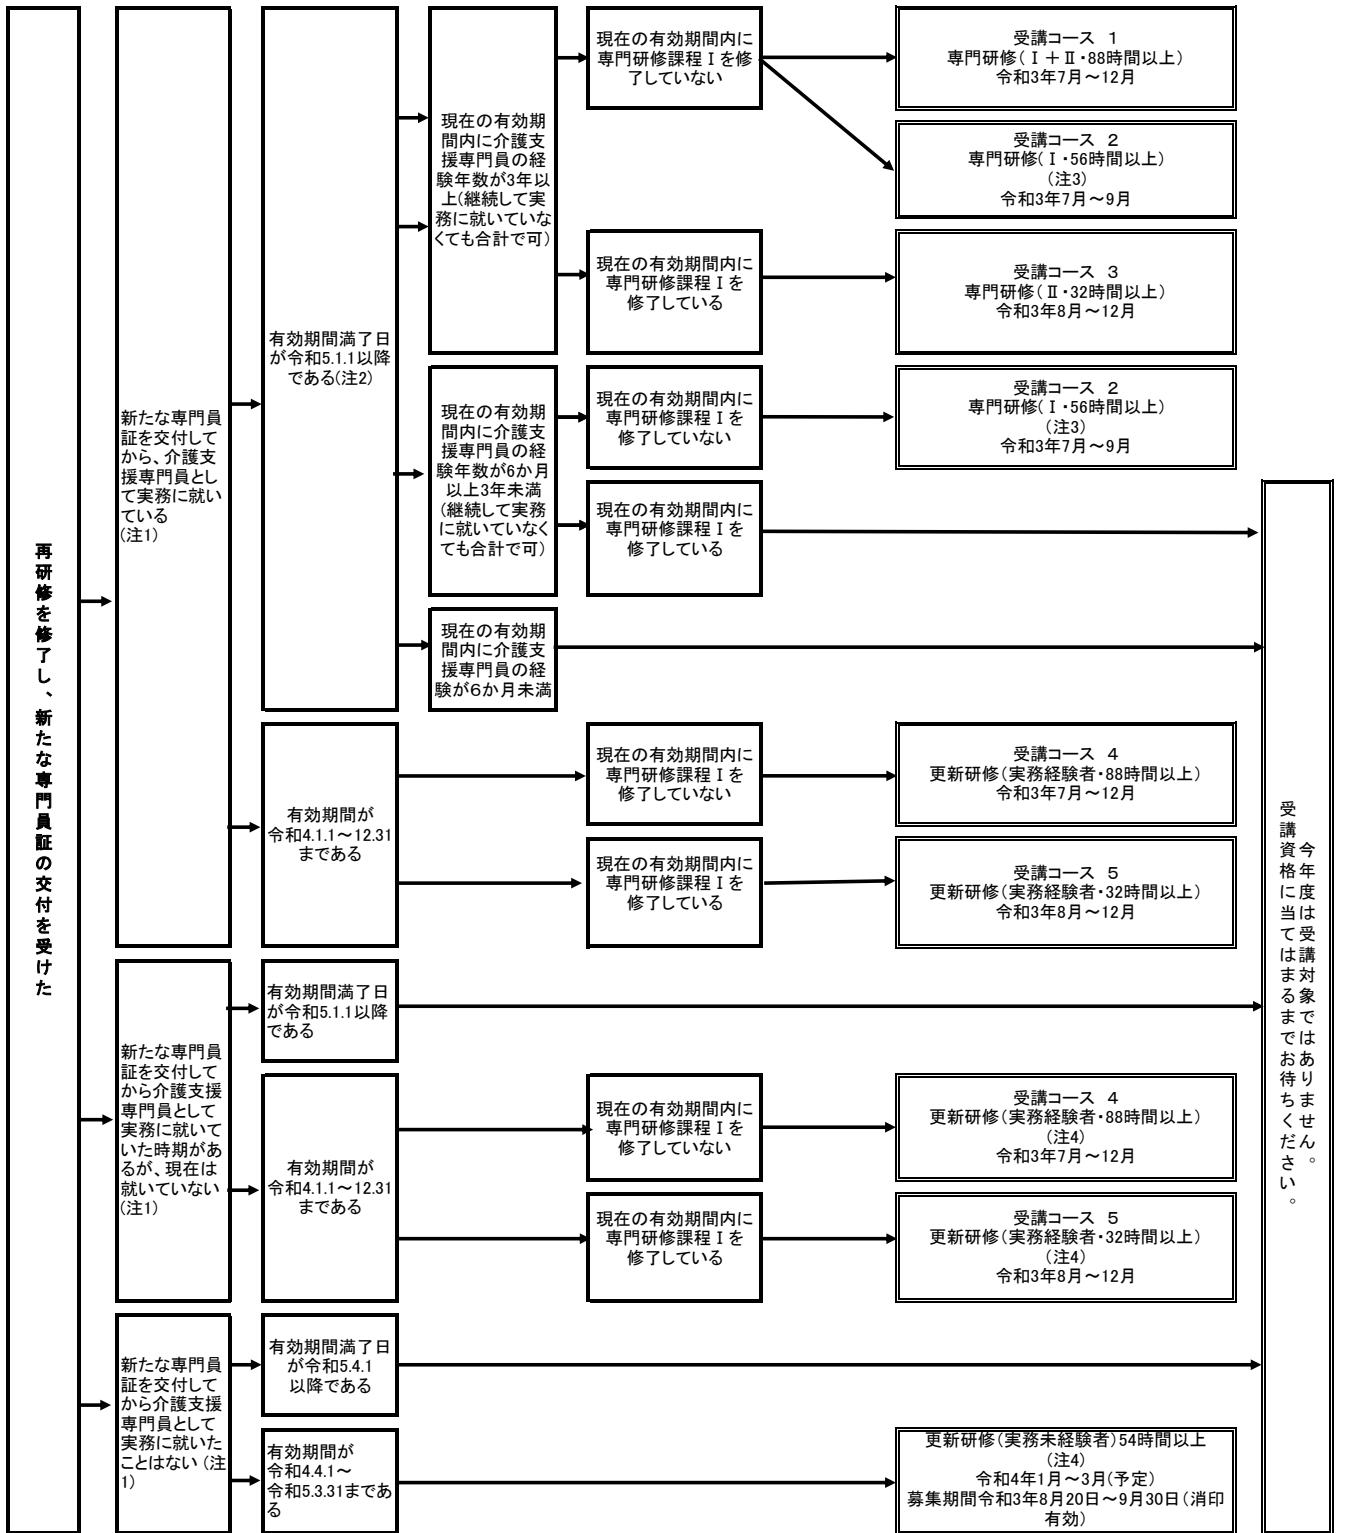 再研修を修了し、新たな専門員証の交付を受けた
新たな専門員
証を交付して
から、介護支
援専門員とし
て実務に就い
ている
(注1)
有効期間満了日
が令和5.1.1以降
である(注2)
現在の有効期
間内に介護支
援専門員の経
験年数が3年以
上(継続して実
務に就いていな
くても合計で可)
現在の有効期間内に
専門研修課程Ⅰを修
了していない
受講コース 1
専門研修(Ⅰ+Ⅱ・88時間以上)
令和3年7月~12月
受講コース 2
専門研修(Ⅰ・56時間以上)
(注3)
令和3年7月~9月
現在の有効期間内に
専門研修課程Ⅰを
修了している
受講コース 3
専門研修(Ⅱ・32時間以上)
令和3年8月~12月
現在の有効期
間内に介護支
援専門員の経
験年数が6か月
以上3年未満
(継続して実務
に就いていなく
ても合計で可)
現在の有効期間内に
専門研修課程Ⅰを
修了していない
受講コース 2
専門研修(Ⅰ・56時間以上)
(注3)
令和3年7月~9月
現在の有効期間内に
専門研修課程Ⅰを
修了している
現在の有効期
間内に介護支
援専門員の経
験が6か月未満
有効期間が
令和4.1.1~12.31
まである
現在の有効期間内に
専門研修課程Ⅰを
修了していない
受講コース 4
更新研修(実務経験者・88時間以上)
令和3年7月~12月
現在の有効期間内に
専門研修課程Ⅰを
修了している
受講コース 5
更新研修(実務経験者・32時間以上)
令和3年8月~12月
新たな専門員
証を交付して
から介護支援
専門員として
実務に就いて
いた時期があ
るが、現在は
就いていない
(注1)
有効期間満了日
が令和5.1.1以降
である
有効期間が
令和4.1.1~12.31
まである
現在の有効期間内に
専門研修課程Ⅰを
修了していない
受講コース 4
更新研修(実務経験者・88時間以上)
(注4)
令和3年7月~12月
現在の有効期間内に
専門研修課程Ⅰを
修了している
受講コース 5
更新研修(実務経験者・32時間以上)
(注4)
令和3年8月~12月
新たな専門員
証を交付して
から介護支援
専門員として
実務に就いた
ことはない(注
1)
有効期間満了日
が令和5.4.1
以降である
有効期間が
令和4.4.1~
令和5.3.31まであ
る
更新研修(実務未経験者)54時間以上
(注4)
令和4年1月~3月(予定)
募集期間令和3年8月20日~9月30日(消印
有効)
今年度は受講対象ではありません。
受講資格に当てはまるまでお待ちください。